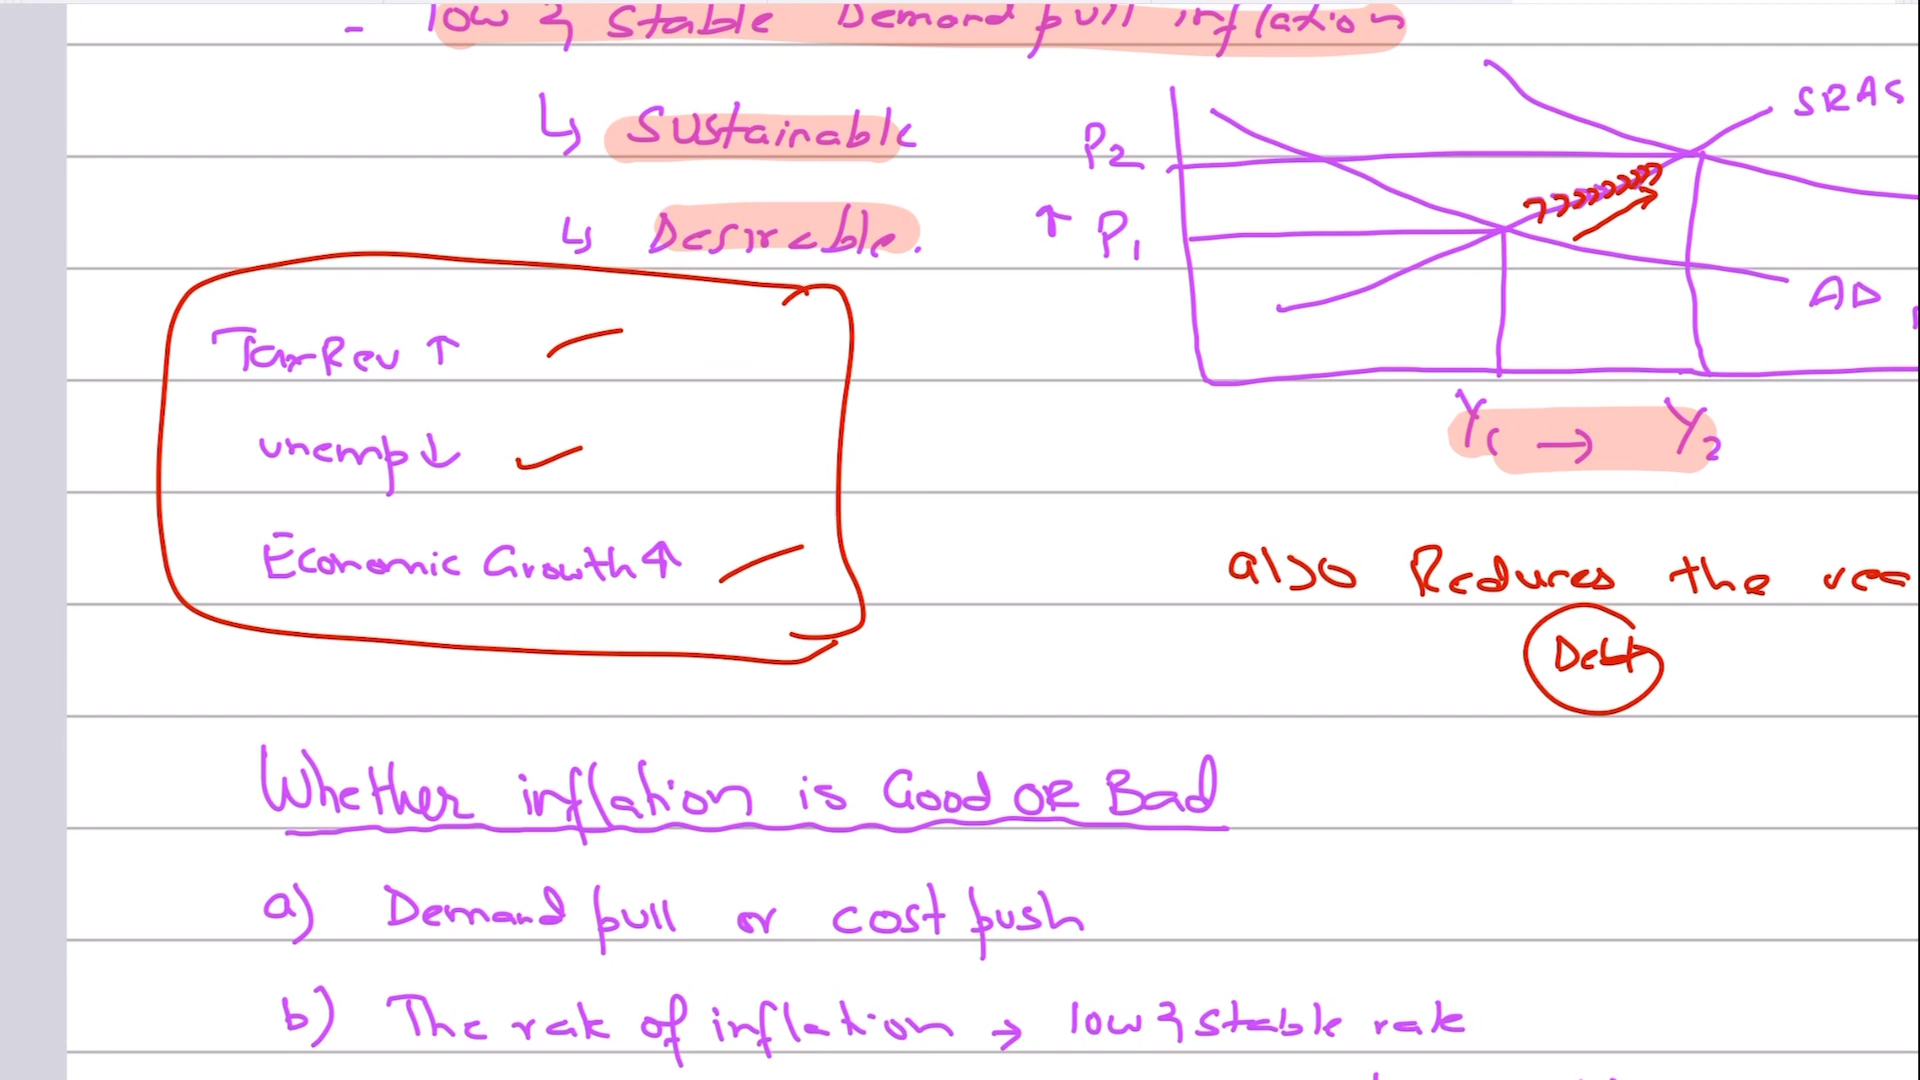 - low & Stable Demand pull inflation
↳ Sustainable
↳ Desireable.
SRAS
P2
↑ P1
AD
Y1 → Y2
Tax Rev ↑
unemp ↓
Economic Growth ↑
also Reduces the
Debt
Whether inflation is Good OR Bad
a) Demand pull or cost push
b) The rate of inflation → low & stable rate